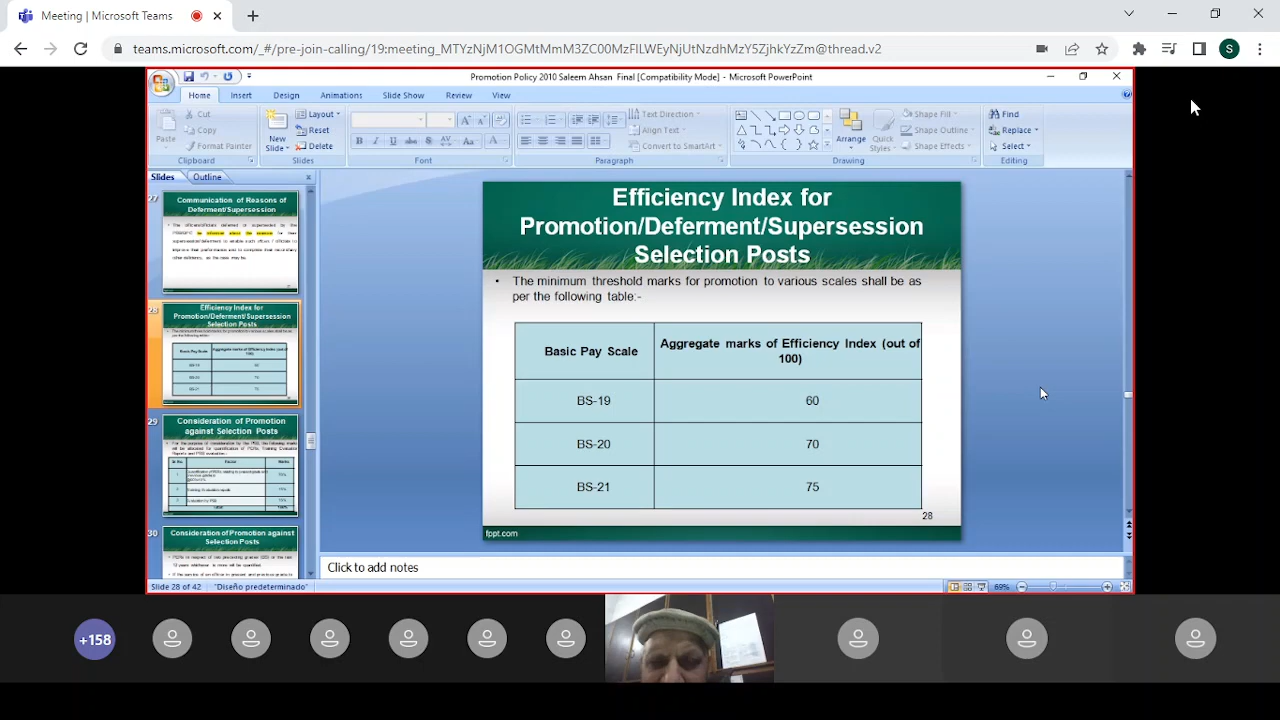 Meeting | Microsoft Teams
teams.microsoft.com/_#/pre-join-calling/19:meeting_MTYzNjM1OGMtMmM3ZC00MzFlLWEyNjUtNzdhMzY5ZjhkYzZm@thread.v2
S
Promotion Policy 2010 Saleem Ahsan Final [Compatibility Mode] - Microsoft PowerPoint
Home Insert Design Animations Slide Show Review View
Paste
Cut
Copy
Format Painter
Clipboard
New Slide
Layout
Reset
Delete
Slides
Font
Text Direction
Align Text
Convert to SmartArt
Paragraph
Arrange
Quick Styles
Shape Fill
Shape Outline
Shape Effects
Drawing
Find
Replace
Select
Editing
Slides Outline
27
Communication of Reasons of
Deferment/Supersession
28
Efficiency Index for
Promotion/Deferment/Supersession
Selection Posts
29
Consideration of Promotion
against Selection Posts
30
Consideration of Promotion against
Selection Posts
Efficiency Index for
Promotion/Deferment/Supersession
Selection Posts
• The minimum threshold marks for promotion to various scales shall be as
per the following table:-
Basic Pay Scale Aggregate marks of Efficiency Index (out of
100)
BS-19 60
BS-20 70
BS-21 75
28
fppt.com
Click to add notes
Slide 28 of 42 "Diseño predeterminado" 69%
+158